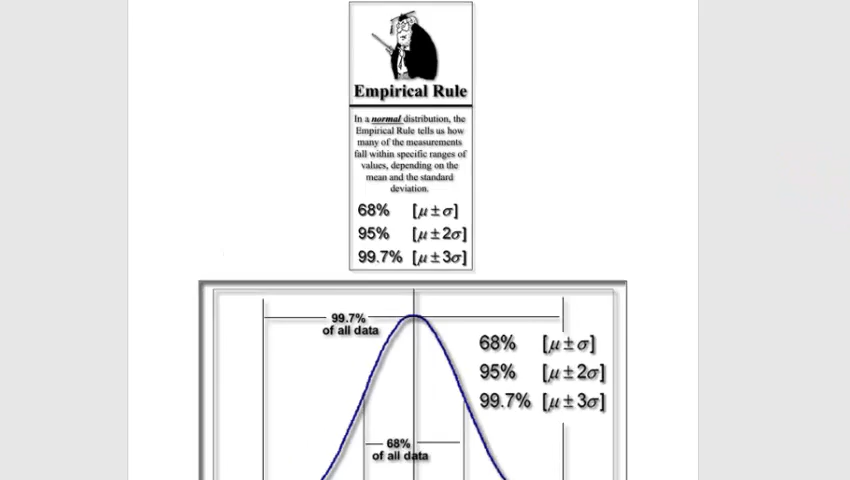 Empirical Rule
In a normal distribution, the
Empirical Rule tells us how
many of the measurements
fall within specific ranges of
values, depending on the
mean and the standard
deviation.
68% [μ ± σ]
95% [μ ± 2σ]
99.7% [μ ± 3σ]
99.7%
of all data
68% [μ ± σ]
95% [μ ± 2σ]
99.7% [μ ± 3σ]
68%
of all data